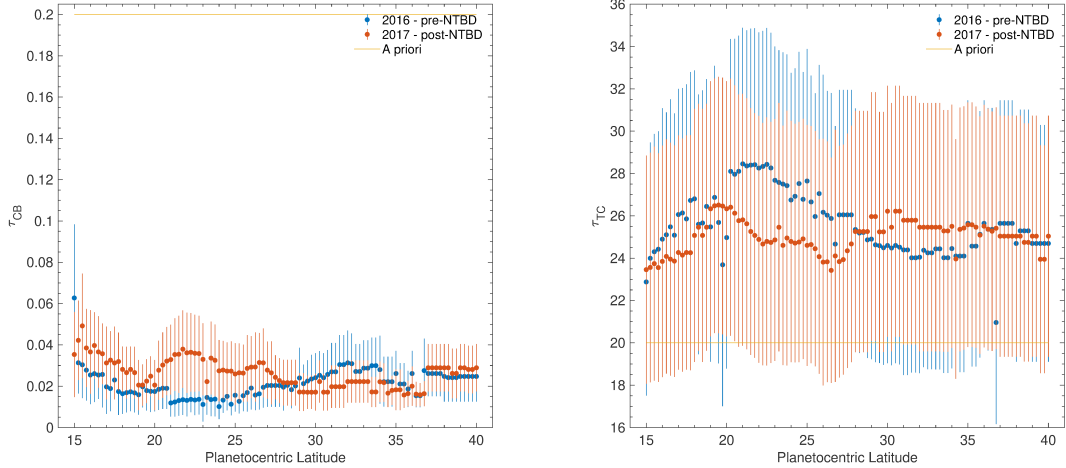 0.2
0.18
0.16
0.14
0.12
0.1
0.08
0.06
0.04
0.02
0
τCB
2016 - pre-NTBD
2017 - post-NTBD
A priori
15 20 25 30 35 40
Planetocentric Latitude
36
34
32
30
28
26
24
22
20
18
16
τTC
2016 - pre-NTBD
2017 - post-NTBD
A priori
15 20 25 30 35 40
Planetocentric Latitude